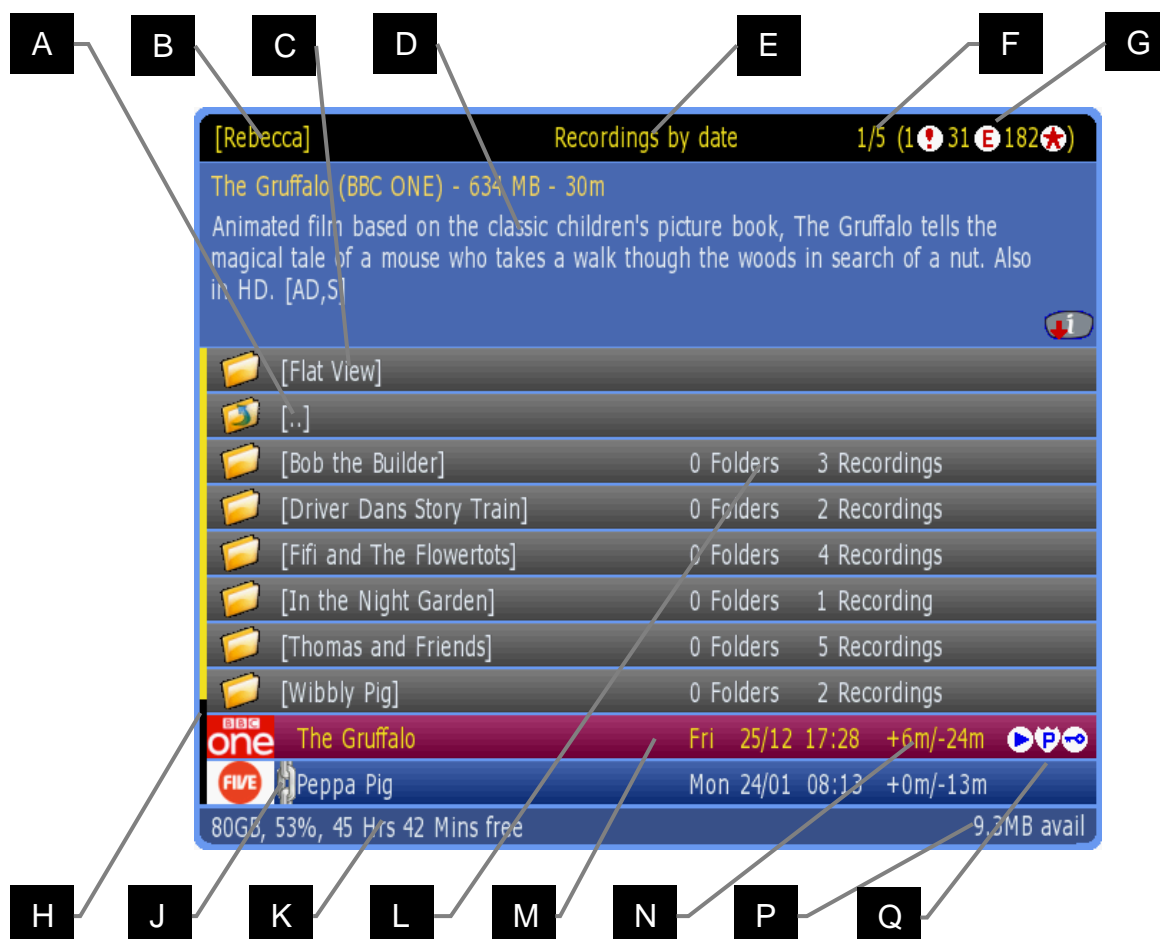 A B C D E F G
[Rebecca] Recordings by date 1/5 (1 ! 31 E 182 ★)
The Gruffalo (BBC ONE) - 634 MB - 30m
Animated film based on the classic children's picture book, The Gruffalo tells the
magical tale of a mouse who takes a walk though the woods in search of a nut. Also
in HD. [AD,S]
i
[Flat View]
[..]
[Bob the Builder] 0 Folders 3 Recordings
[Driver Dans Story Train] 0 Folders 2 Recordings
[Fifi and The Flowertots] 0 Folders 4 Recordings
[In the Night Garden] 0 Folders 1 Recording
[Thomas and Friends] 0 Folders 5 Recordings
[Wibbly Pig] 0 Folders 2 Recordings
BBC
one The Gruffalo Fri 25/12 17:28 +6m/-24m P
FIVE Peppa Pig Mon 24/01 08:13 +0m/-13m
80GB, 53%, 45 Hrs 42 Mins free 9.3MB avail
H J K L M N P Q